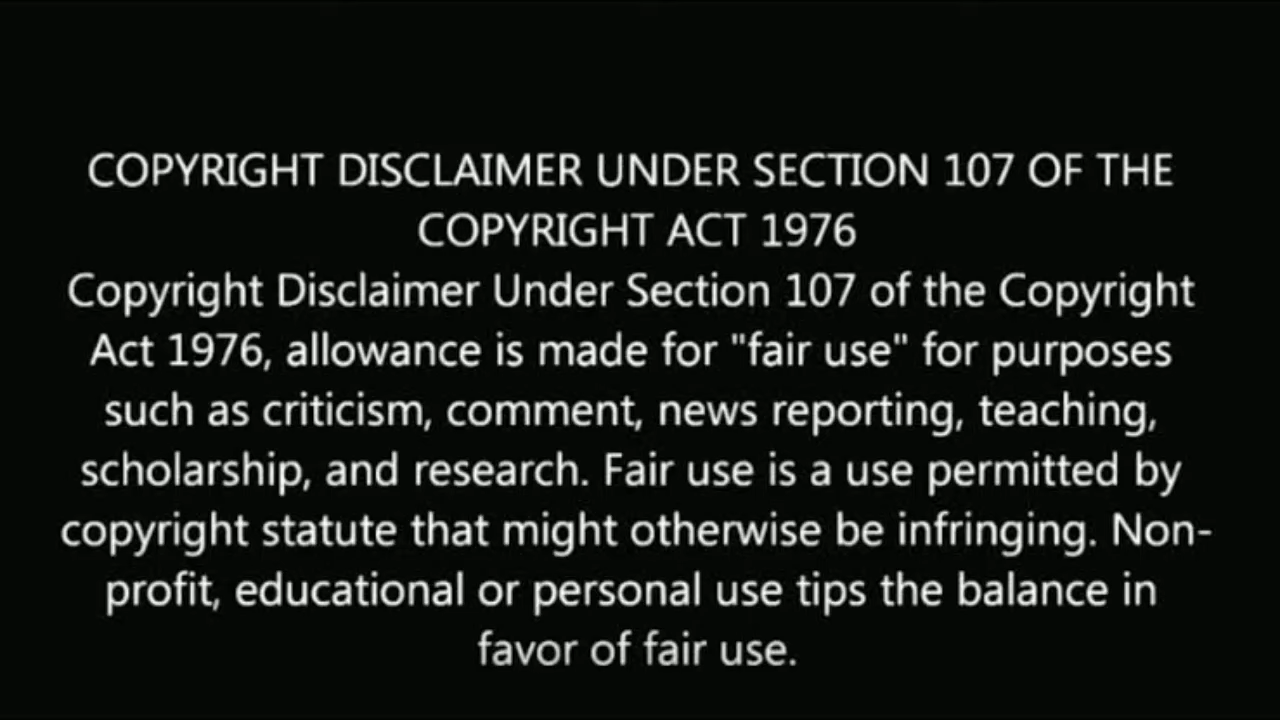 COPYRIGHT DISCLAIMER UNDER SECTION 107 OF THE
COPYRIGHT ACT 1976
Copyright Disclaimer Under Section 107 of the Copyright
Act 1976, allowance is made for "fair use" for purposes
such as criticism, comment, news reporting, teaching,
scholarship, and research. Fair use is a use permitted by
copyright statute that might otherwise be infringing. Non-
profit, educational or personal use tips the balance in
favor of fair use.